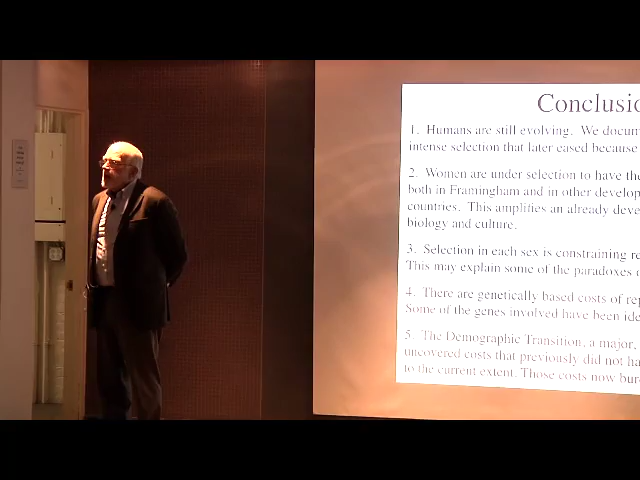 Conclusio
1. Humans are still evolving. We docum
intense selection that later eased because
2. Women are under selection to have the
both in Framingham and in other develop
countries. This amplifies an already deve
biology and culture.
3. Selection in each sex is constraining re
This may explain some of the paradoxes
4. There are genetically based costs of rep
Some of the genes involved have been ide
5. The Demographic Transition, a major,
uncovered costs that previously did not ha
to the current extent. Those costs now bur